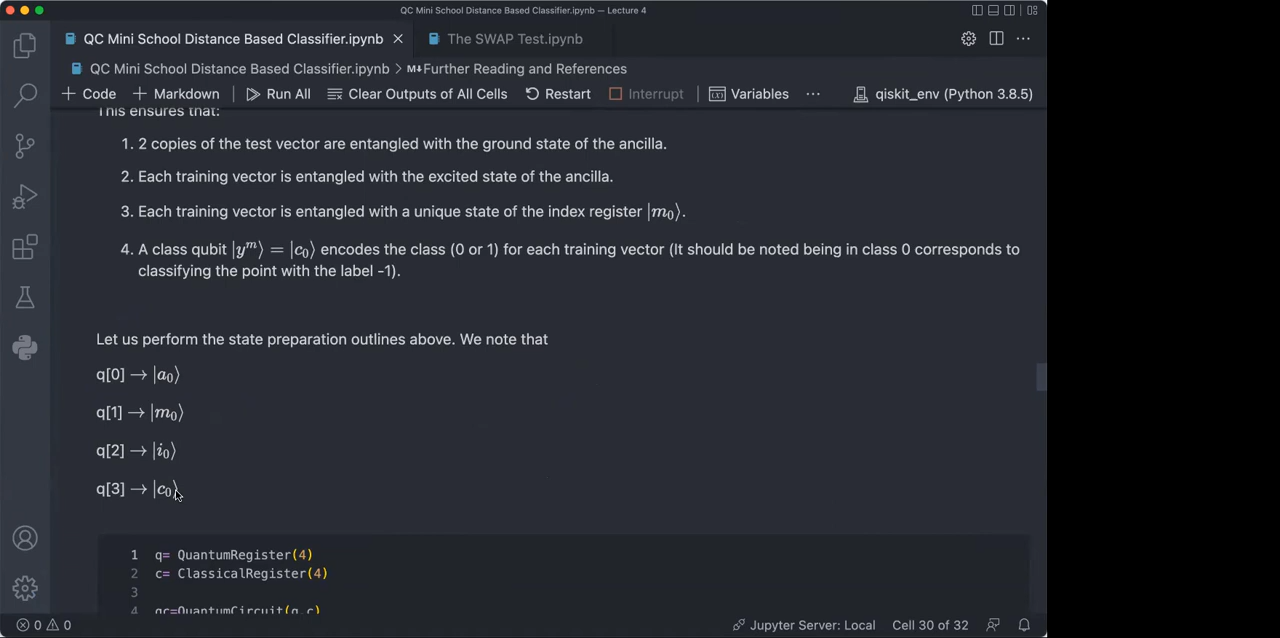 QC Mini School Distance Based Classifier.ipynb — Lecture 4
QC Mini School Distance Based Classifier.ipynb
The SWAP Test.ipynb
QC Mini School Distance Based Classifier.ipynb > M↓Further Reading and References
Code
Markdown
Run All
Clear Outputs of All Cells
Restart
Interrupt
Variables
qiskit_env (Python 3.8.5)
This ensures that:
1. 2 copies of the test vector are entangled with the ground state of the ancilla.
2. Each training vector is entangled with the excited state of the ancilla.
3. Each training vector is entangled with a unique state of the index register |m₀⟩.
4. A class qubit |yᵐ⟩ = |c₀⟩ encodes the class (0 or 1) for each training vector (It should be noted being in class 0 corresponds to
classifying the point with the label -1).
Let us perform the state preparation outlines above. We note that
q[0] → |a₀⟩
q[1] → |m₀⟩
q[2] → |i₀⟩
q[3] → |c₀⟩
1 q= QuantumRegister(4)
2 c= ClassicalRegister(4)
3
4 qc=QuantumCircuit(q,c)
0 0
Jupyter Server: Local
Cell 30 of 32